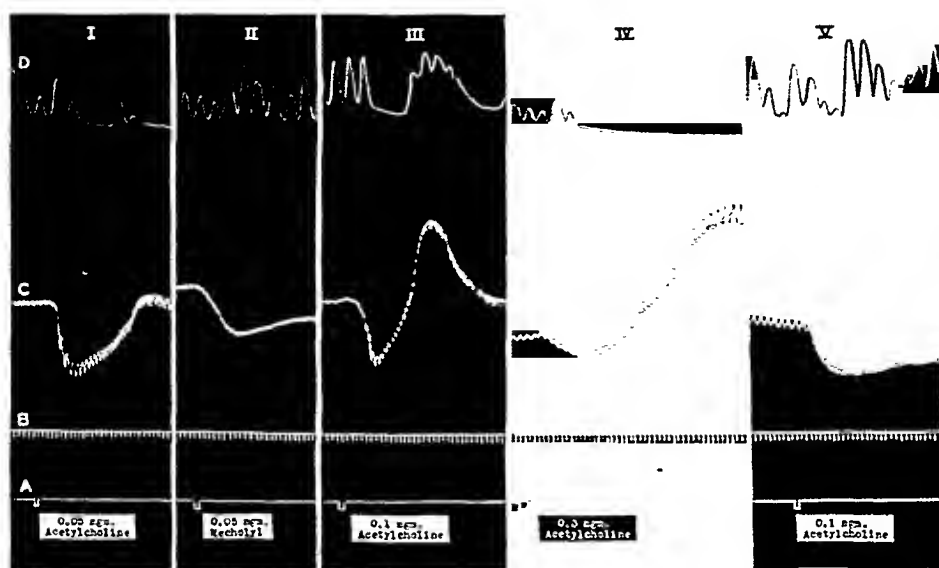 I II III IV V
D
C
B
A
0.05 mgm.
Acetylcholine
0.05 mgm.
Mecholyl
0.1 mgm.
Acetylcholine
0.3 mgm.
Acetylcholine
0.1 mgm.
Acetylcholine